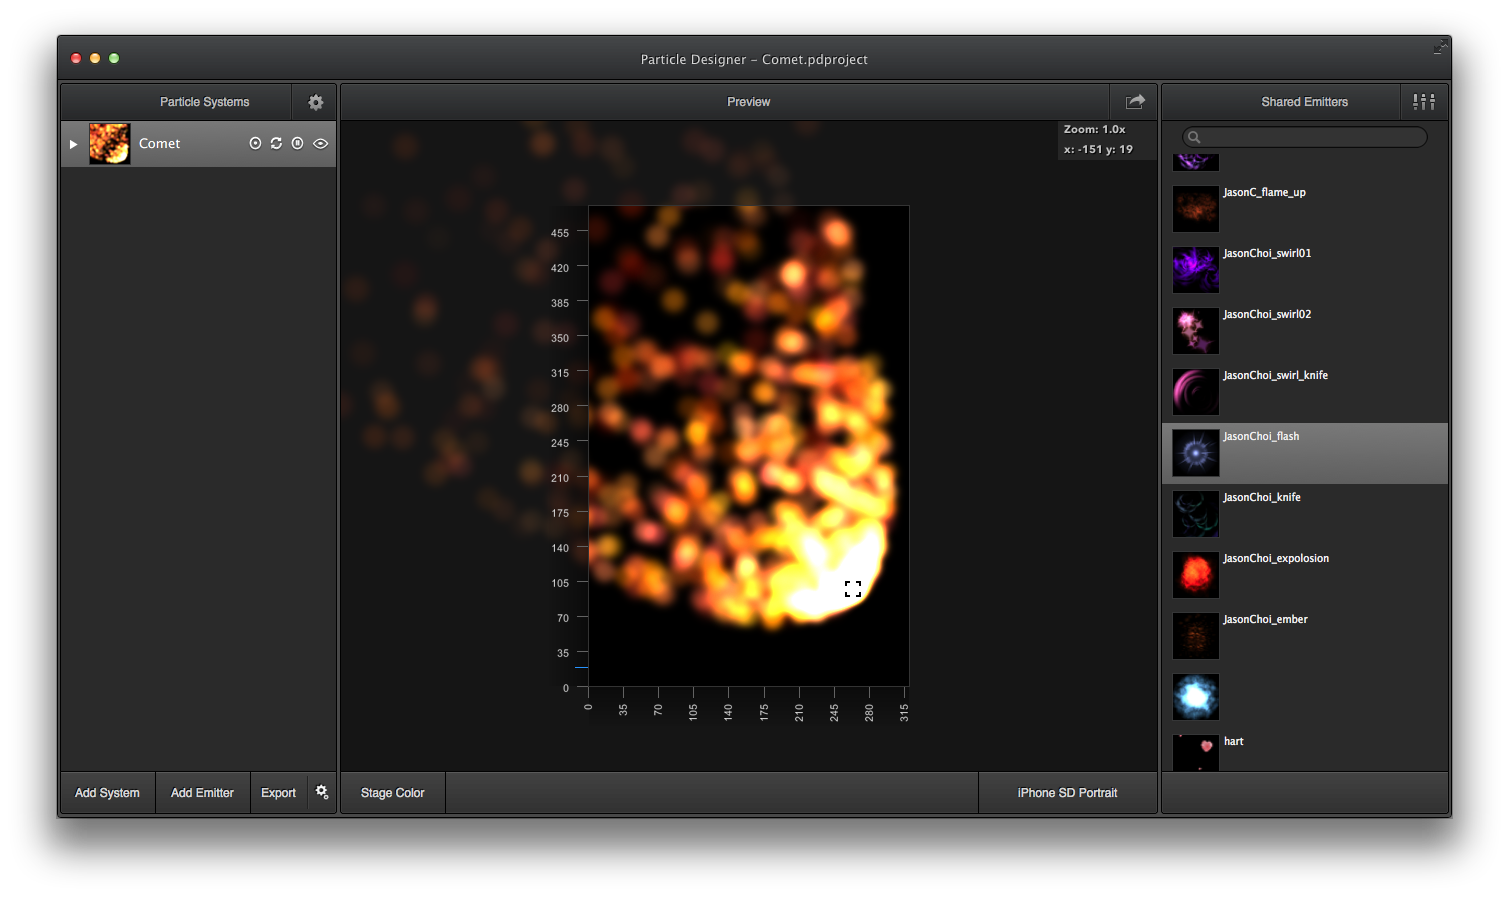 Particle Designer – Comet.pdproject
Particle Systems
Comet
Add System
Add Emitter
Export
Preview
Zoom: 1.0x
x: -151 y: 19
455
420
385
350
315
280
245
210
175
140
105
70
35
0
0
35
70
105
140
175
210
245
280
315
Stage Color
iPhone SD Portrait
Shared Emitters
JasonC_flame_up
JasonChoi_swirl01
JasonChoi_swirl02
JasonChoi_swirl_knife
JasonChoi_flash
JasonChoi_knife
JasonChoi_expolosion
JasonChoi_ember
hart